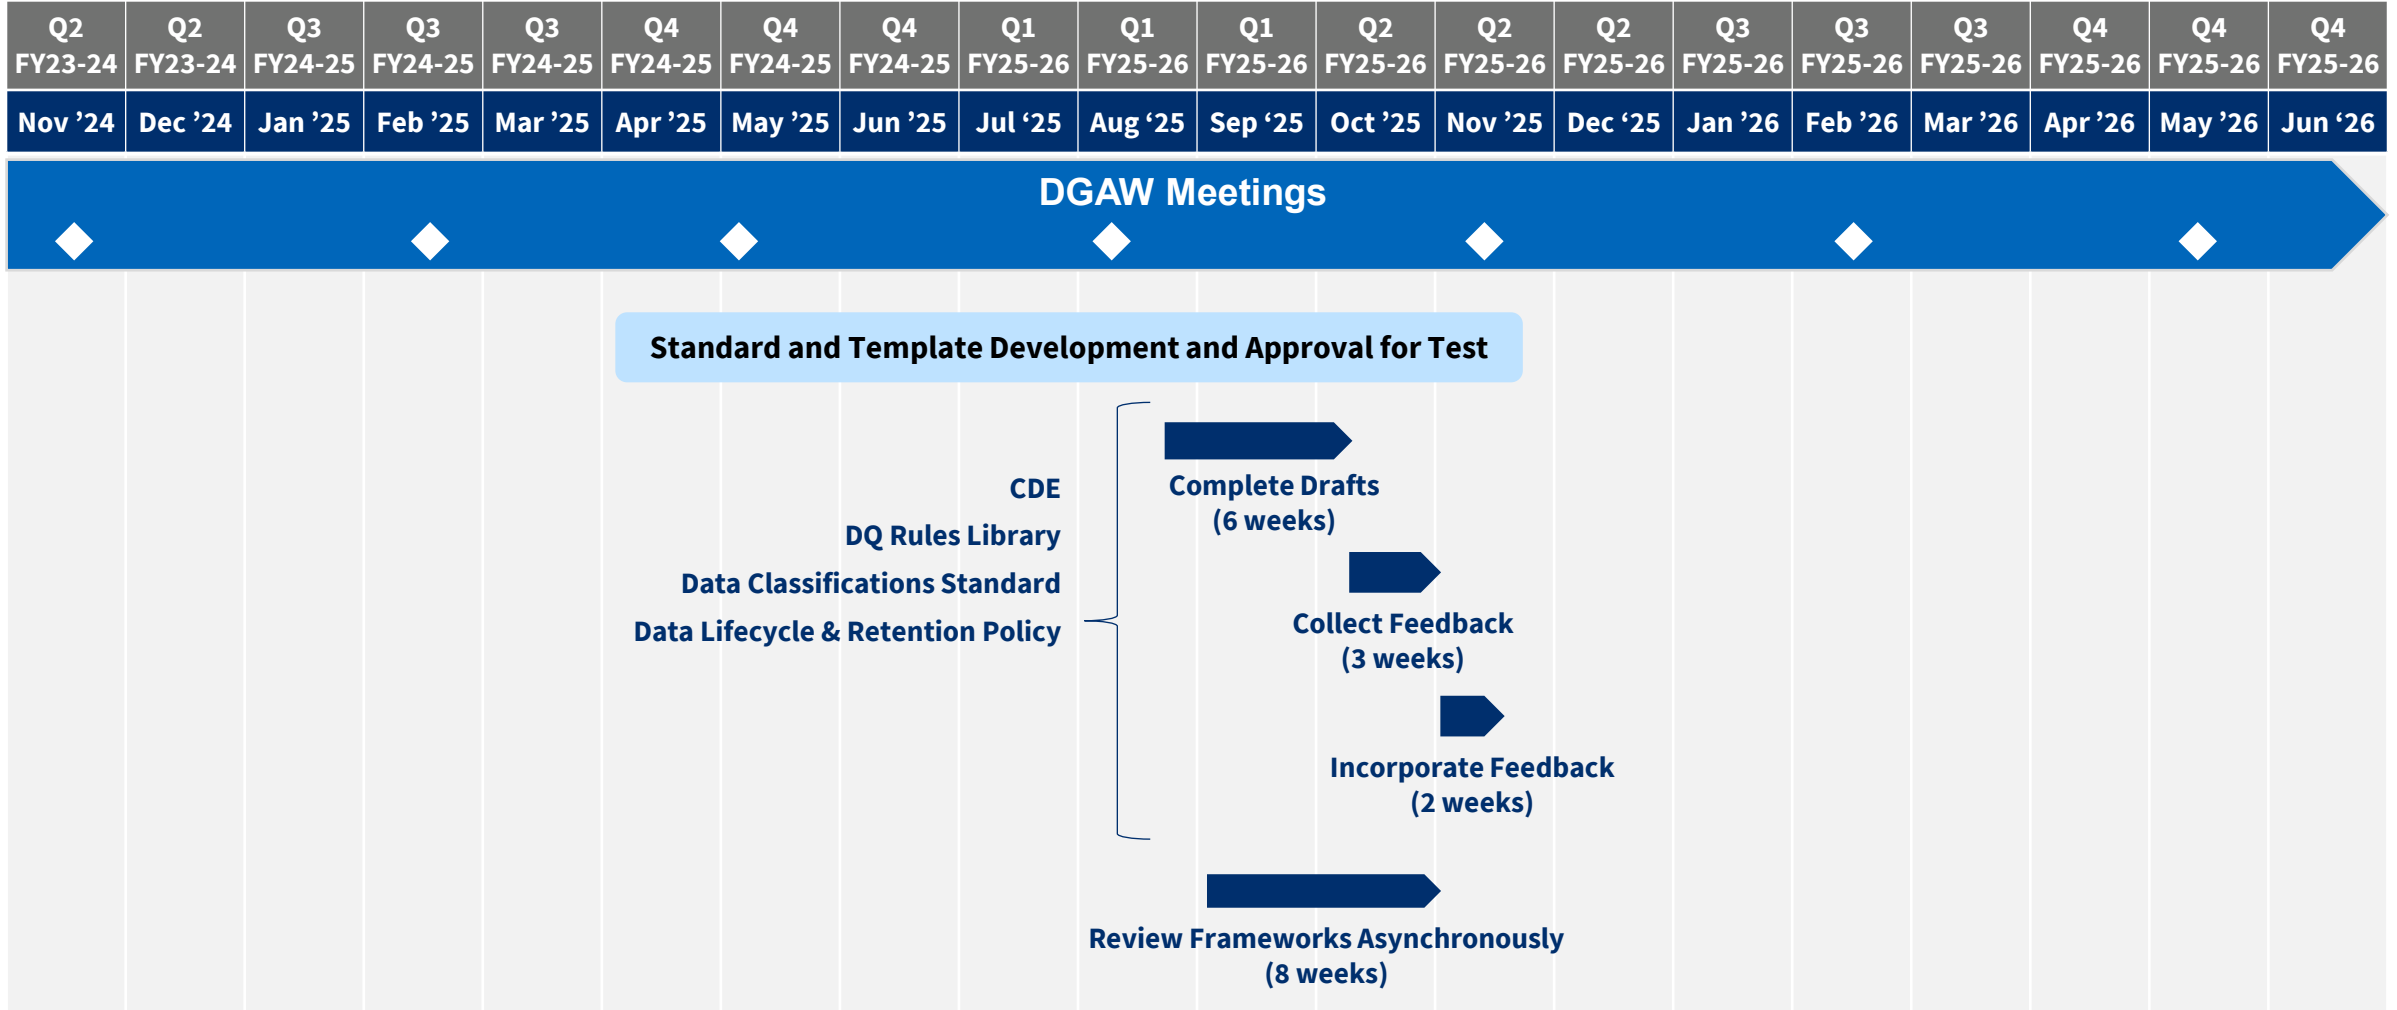 Q2 Q2 Q3 Q3 Q3 Q4 Q4 Q4 Q1 Q1 Q1 Q2 Q2 Q2 Q3 Q3 Q3 Q4 Q4 Q4
FY23-24 FY23-24 FY24-25 FY24-25 FY24-25 FY24-25 FY24-25 FY24-25 FY25-26 FY25-26 FY25-26 FY25-26 FY25-26 FY25-26 FY25-26 FY25-26 FY25-26 FY25-26 FY25-26 FY25-26
Nov ’24 Dec ’24 Jan ’25 Feb ’25 Mar ’25 Apr ’25 May ’25 Jun ’25 Jul ’25 Aug ‘25 Sep ‘25 Oct ’25 Nov ’25 Dec ‘25 Jan ’26 Feb ’26 Mar ’26 Apr ’26 May ’26 Jun ‘26
DGAW Meetings
Standard and Template Development and Approval for Test
CDE
DQ Rules Library
Data Classifications Standard
Data Lifecycle & Retention Policy
Complete Drafts
(6 weeks)
Collect Feedback
(3 weeks)
Incorporate Feedback
(2 weeks)
Review Frameworks Asynchronously
(8 weeks)